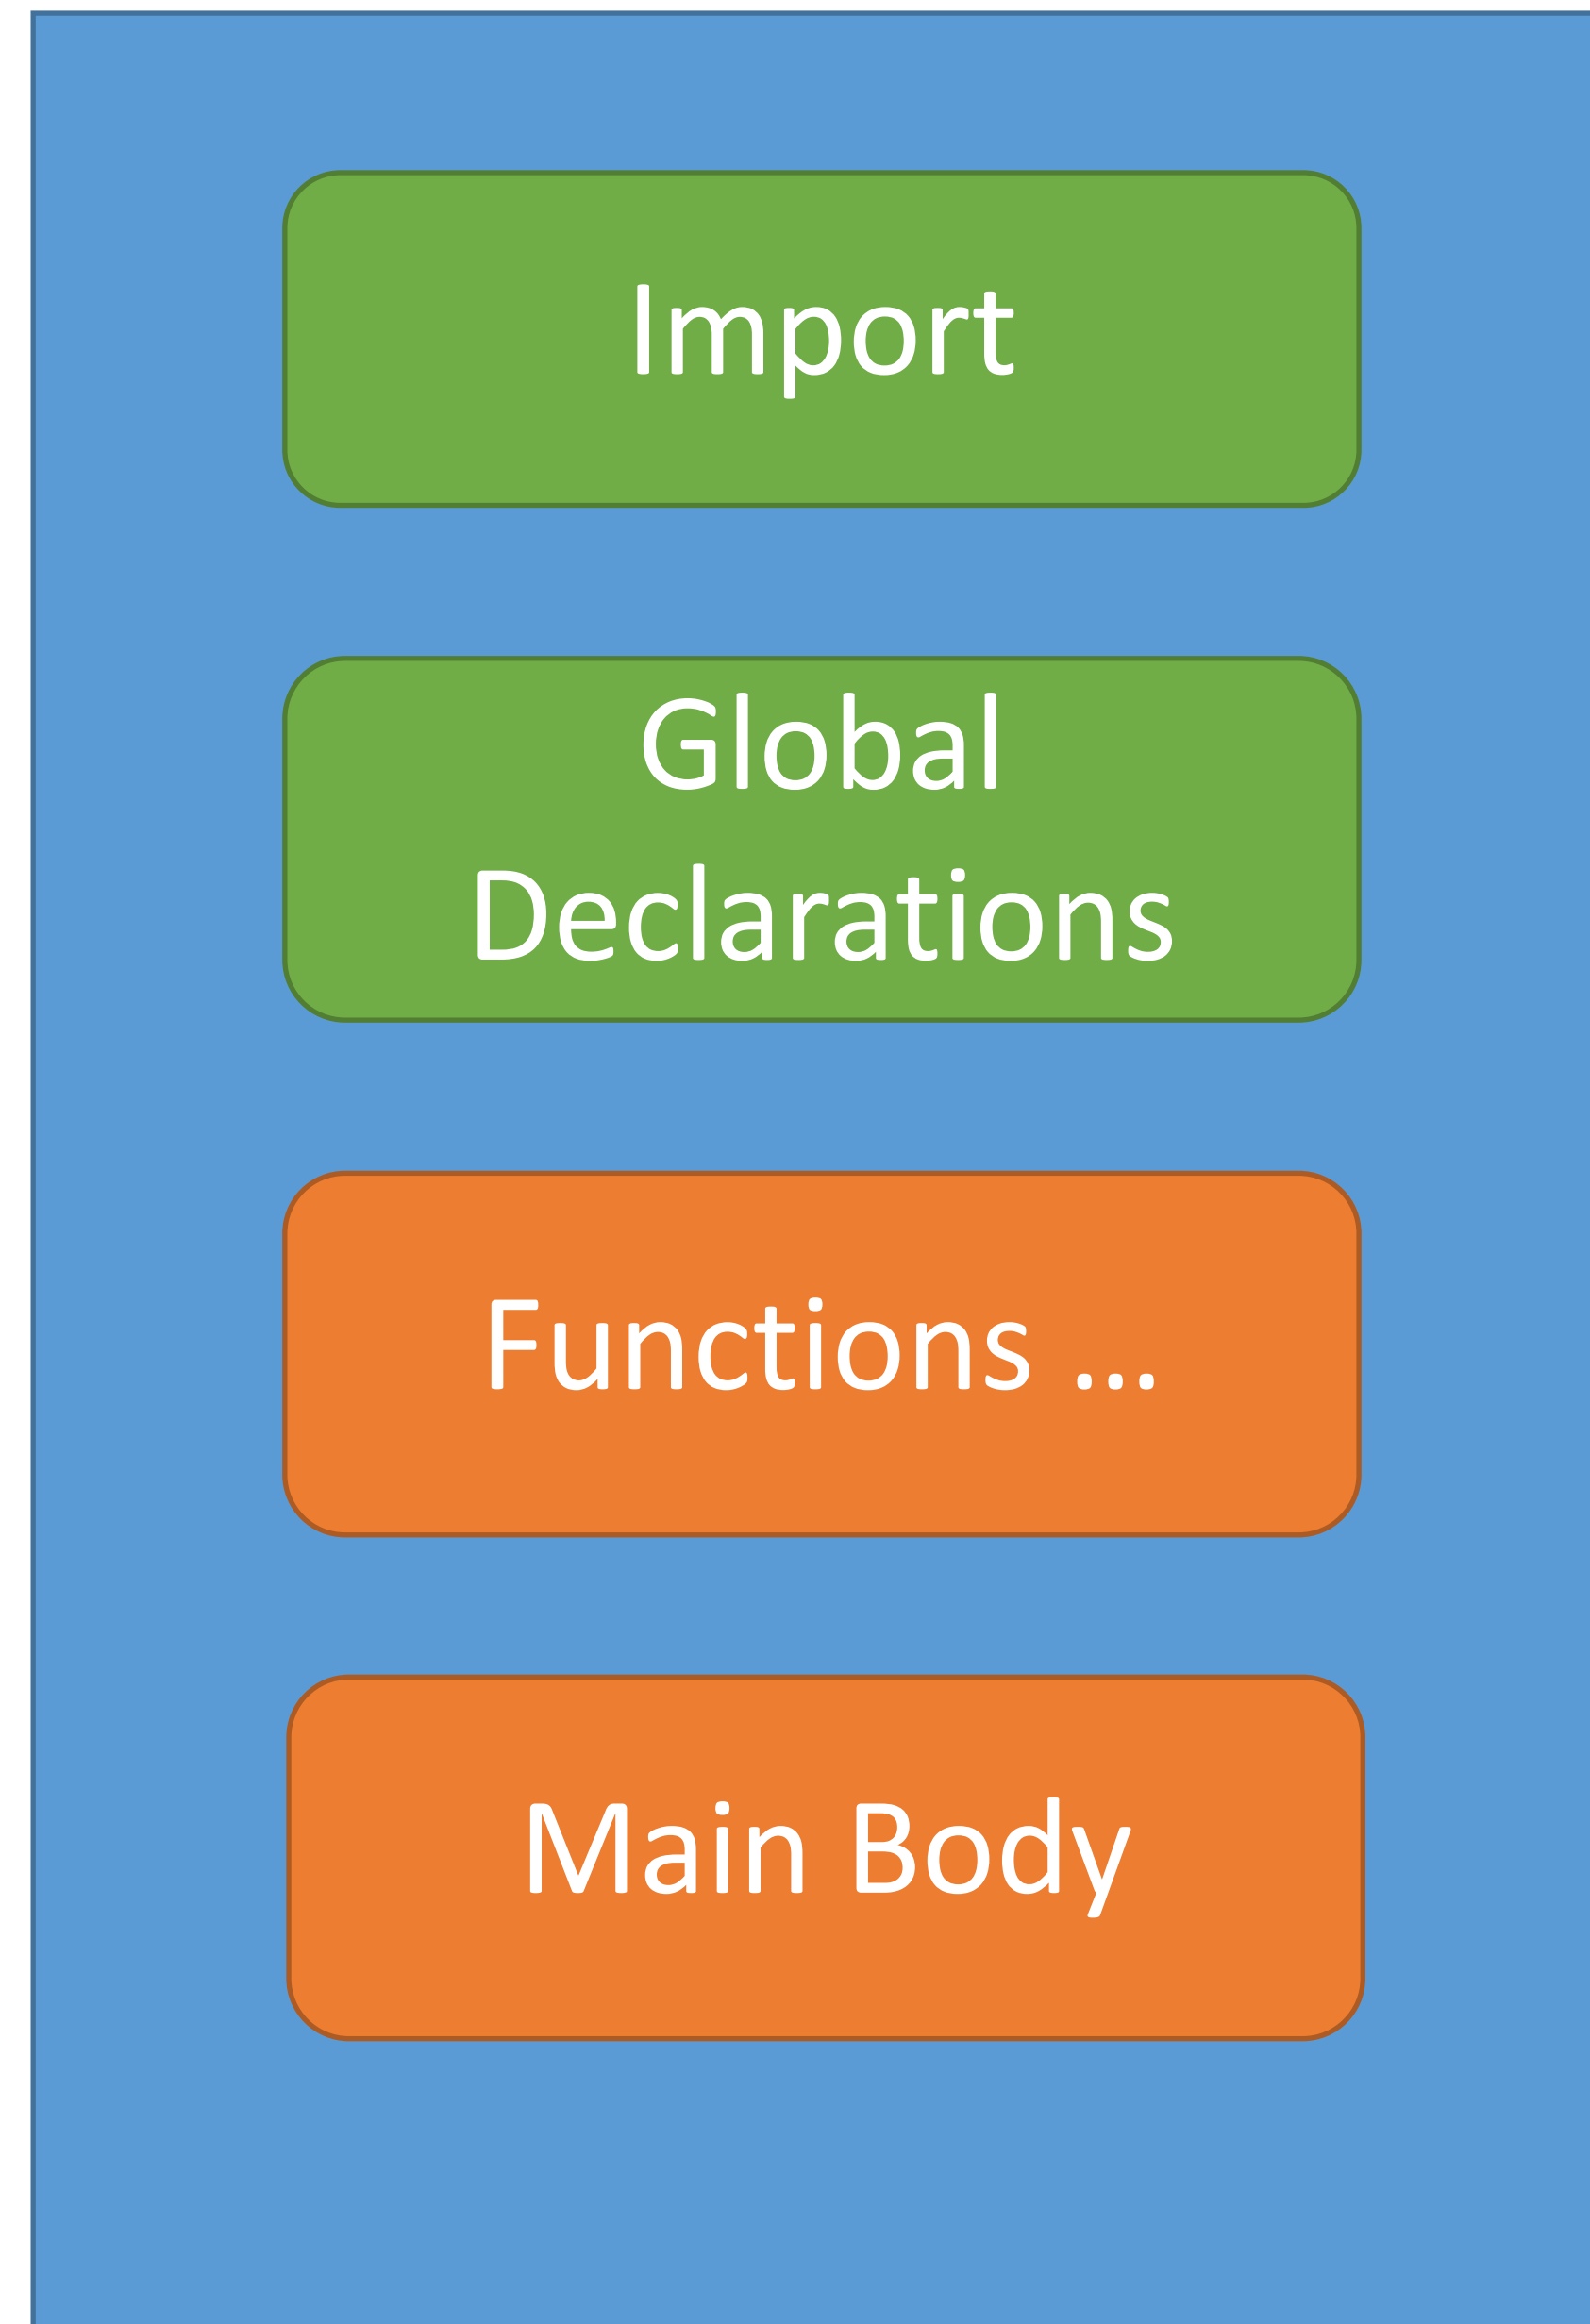 Import
Global
Declarations
Functions ...
Main Body